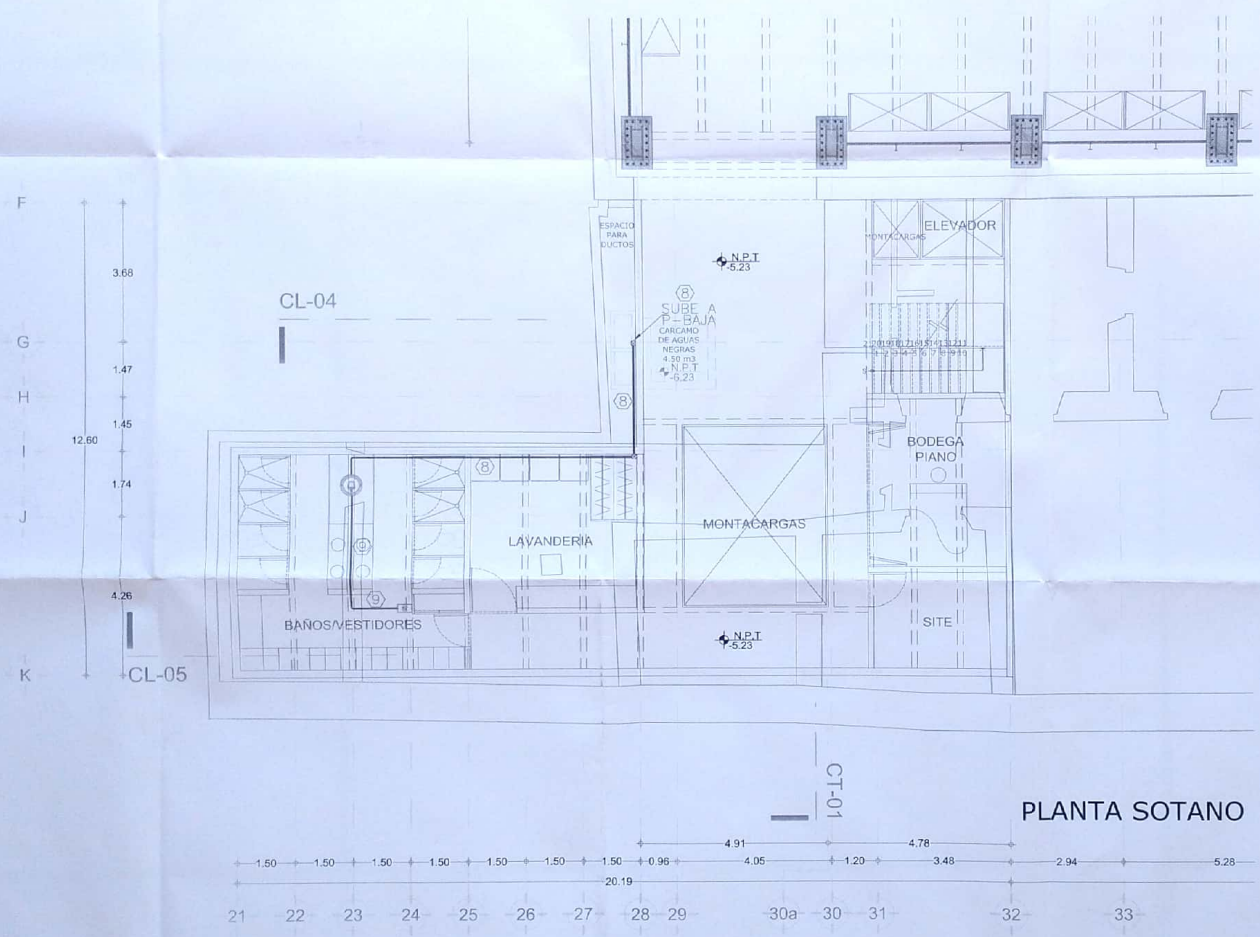 F
G
H
I
J
K
3.68
1.47
1.45
1.74
4.26
12.60
CL-04
CL-05
ESPACIO
PARA
DUCTOS
N.P.T
-5.23
8
SUBE A
P-BAJA
CARCAMO
DE AGUAS
NEGRAS
4.50 m3
N.P.T
-6.23
8
MONTACARGAS
ELEVADOR
BODEGA
PIANO
8
LAVANDERIA
MONTACARGAS
9
9
BAÑOS/VESTIDORES
N.P.T
-5.23
SITE
CT-01
PLANTA SOTANO
4.91 4.78
1.50 1.50 1.50 1.50 1.50 1.50 1.50 0.96 4.05 1.20 3.48 2.94 5.28
20.19
21 22 23 24 25 26 27 28 29 30a 30 31 32 33